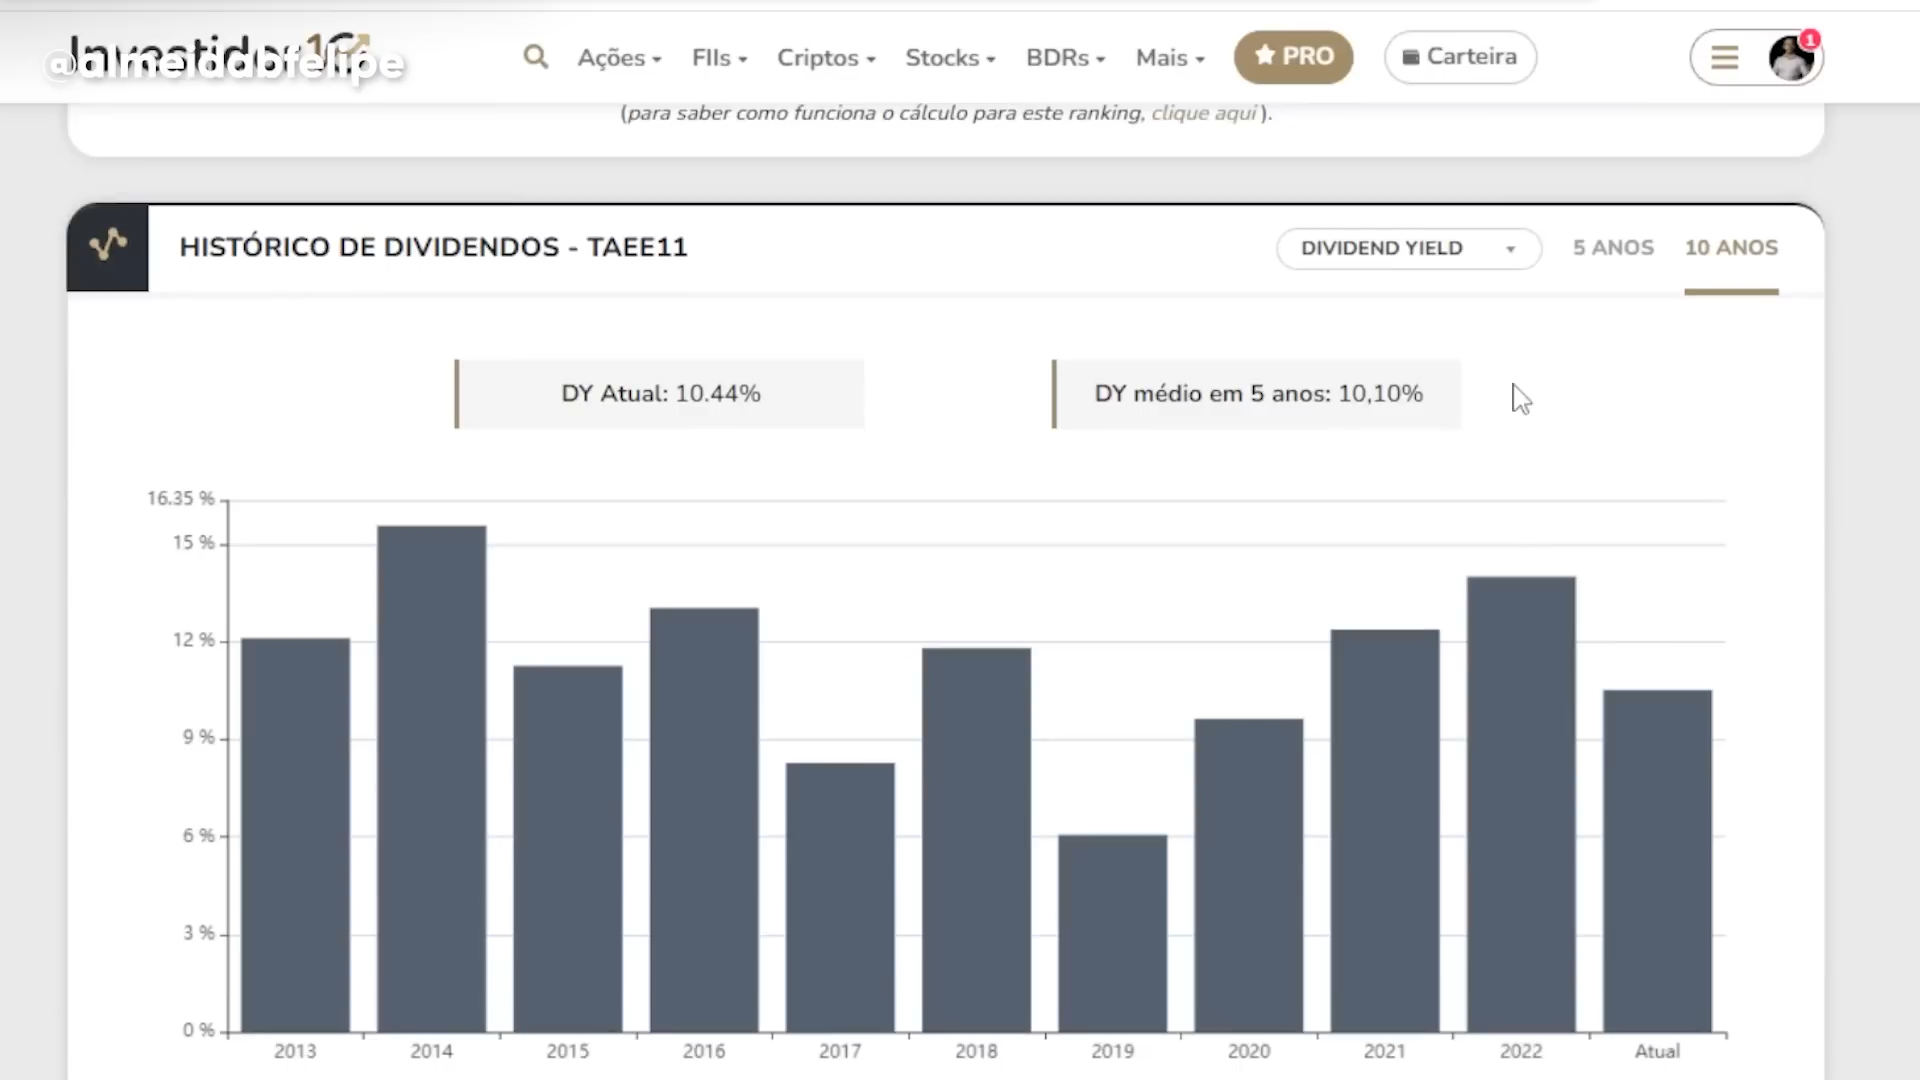 @almeidabfelipe
Ações FIIs Criptos Stocks BDRs Mais PRO Carteira 1
(para saber como funciona o cálculo para este ranking, clique aqui ).
HISTÓRICO DE DIVIDENDOS - TAEE11
DIVIDEND YIELD 5 ANOS 10 ANOS
DY Atual: 10.44% DY médio em 5 anos: 10,10%
16.35 %
15 %
12 %
9 %
6 %
3 %
0 %
2013 2014 2015 2016 2017 2018 2019 2020 2021 2022 Atual